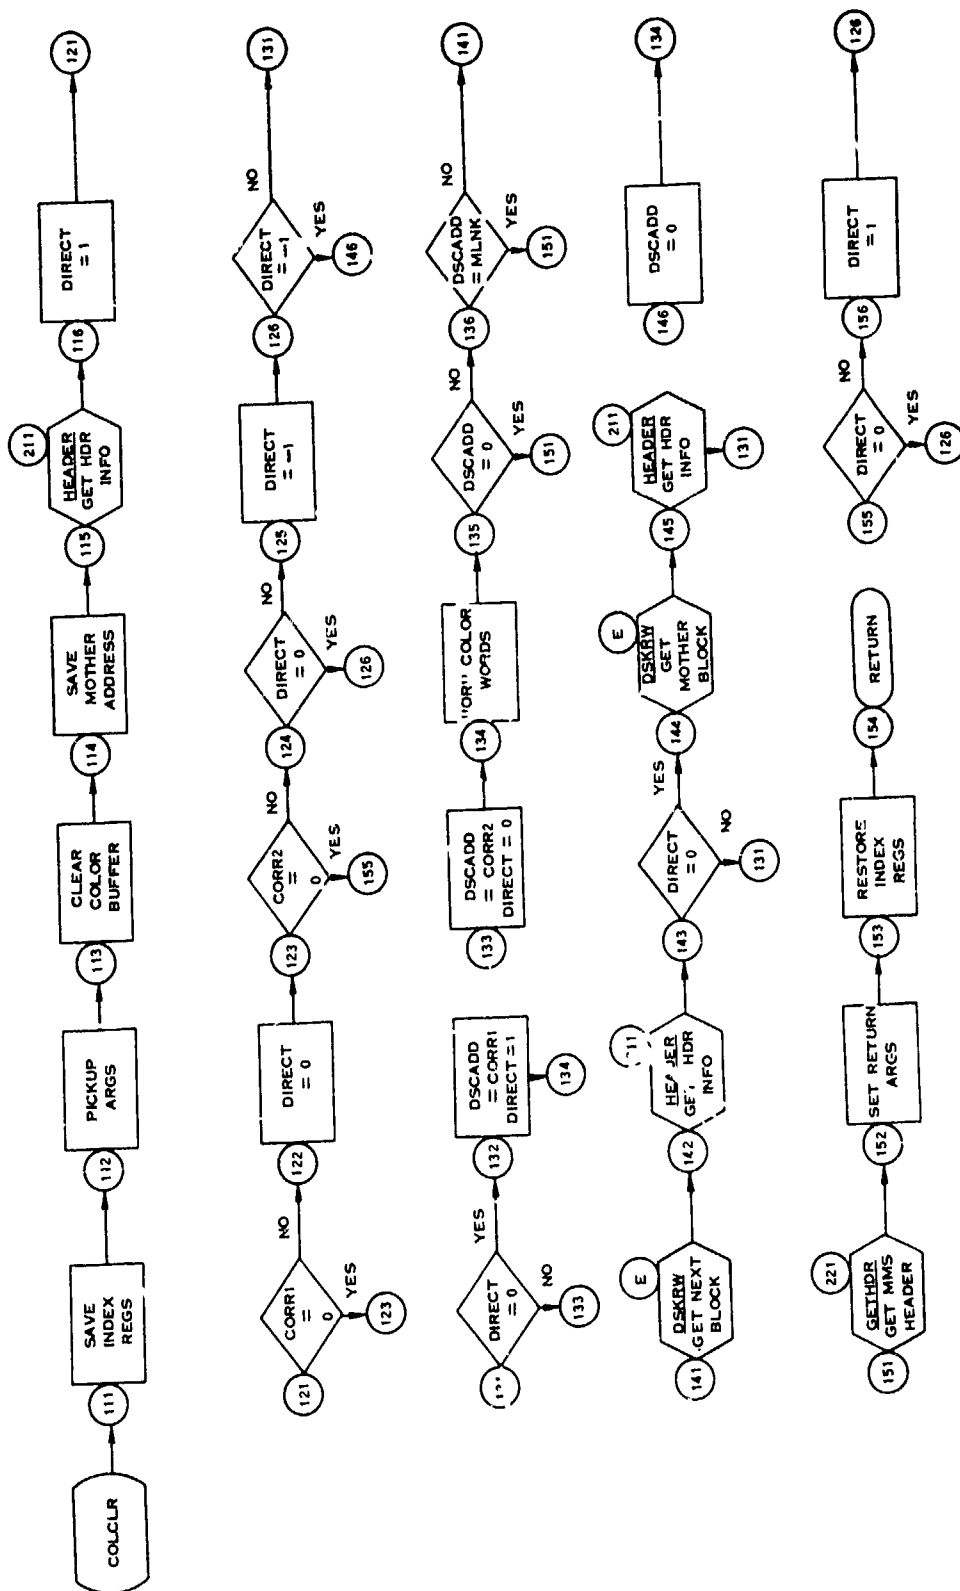 COLCLR
111
SAVE
INDEX
REGS
112
PICKUP
ARGS
113
CLEAR
COLOR
BUFFER
114
SAVE
MOTHER
ADDRESS
115
211
HEADER
GET HDR
INFO
116
DIRECT
= 1
121
121
CORR1
=
0
YES
123
NO
122
DIRECT
= 0
123
CORR2
=
0
YES
155
NO
124
DIRECT
= 0
YES
126
NO
125
DIRECT
= -1
126
DIRECT
= -1
YES
146
NO
131
DIRECT
= 0
NO
133
YES
132
DSCADD
= CORR1
DIRECT = 1
134
133
DSCADD
= CORR2
DIRECT = 0
134
"OR" COLOR
WORDS
135
DSCADD
= 0
YES
151
NO
136
DSCADD
= MLNK
YES
151
NO
141
141
E
DSKRW
GET NEXT
BLOCK
142
HEADER
GET HDR
INFO
143
DIRECT
= 0
NO
131
YES
144
E
DSKRW
GET
MOTHER
BLOCK
145
211
HEADER
GET HDR
INFO
131
146
DSCADD
= 0
134
151
221
GETHDR
GET MMS
HEADER
152
SET RETURN
ARGS
153
RESTORE
INDEX
REGS
154
RETURN
155
DIRECT
= 0
YES
126
NO
156
DIRECT
= 1
126